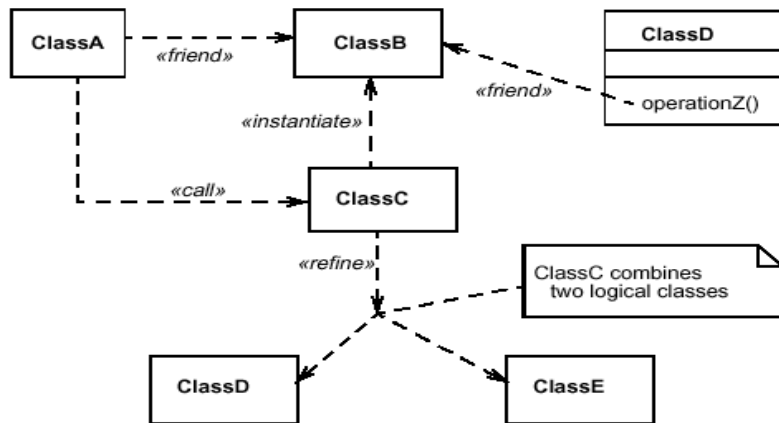 ClassA
«friend»
ClassB
ClassD
«friend»
operationZ()
«instantiate»
«call»
ClassC
«refine»
ClassC combines
two logical classes
ClassD
ClassE